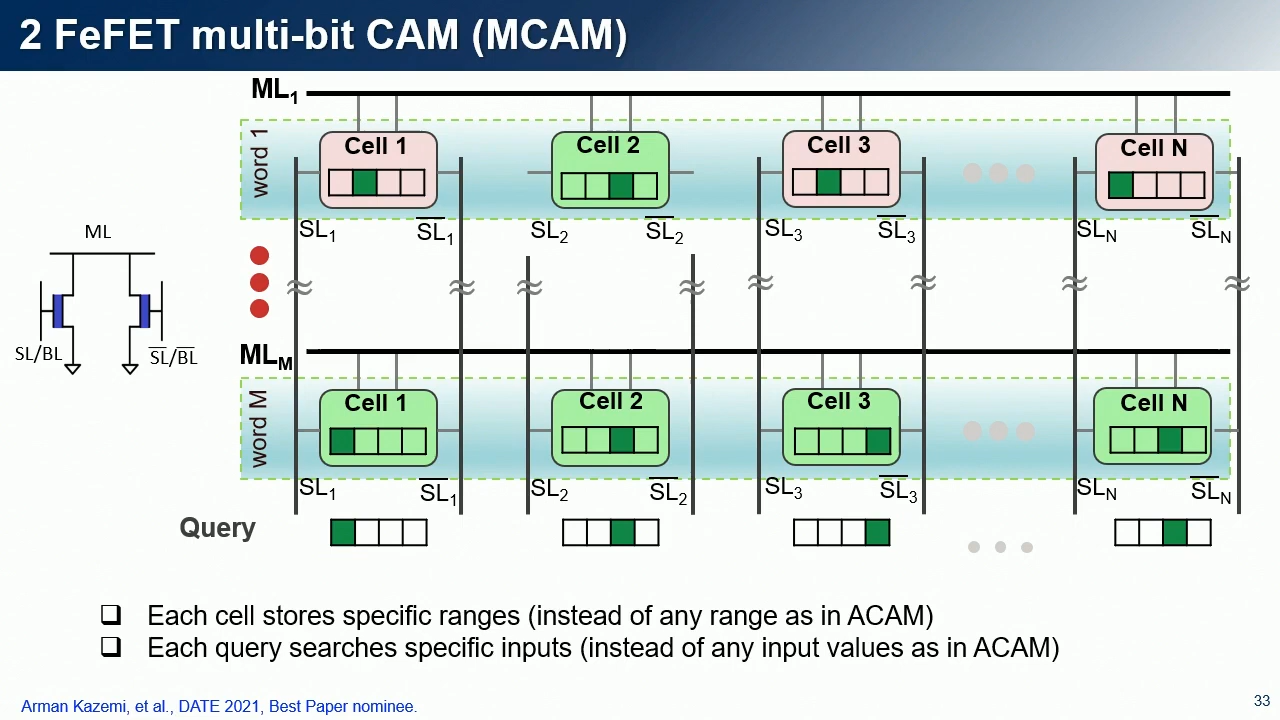 2 FeFET multi-bit CAM (MCAM)
ML1
word 1
Cell 1
Cell 2
Cell 3
Cell N
SL1
SL1
SL2
SL2
SL3
SL3
SLN
SLN
ML
SL/BL
SL/BL
MLM
word M
Cell 1
Cell 2
Cell 3
Cell N
SL1
SL1
SL2
SL2
SL3
SL3
SLN
SLN
Query
Each cell stores specific ranges (instead of any range as in ACAM)
Each query searches specific inputs (instead of any input values as in ACAM)
Arman Kazemi, et al., DATE 2021, Best Paper nominee.
33